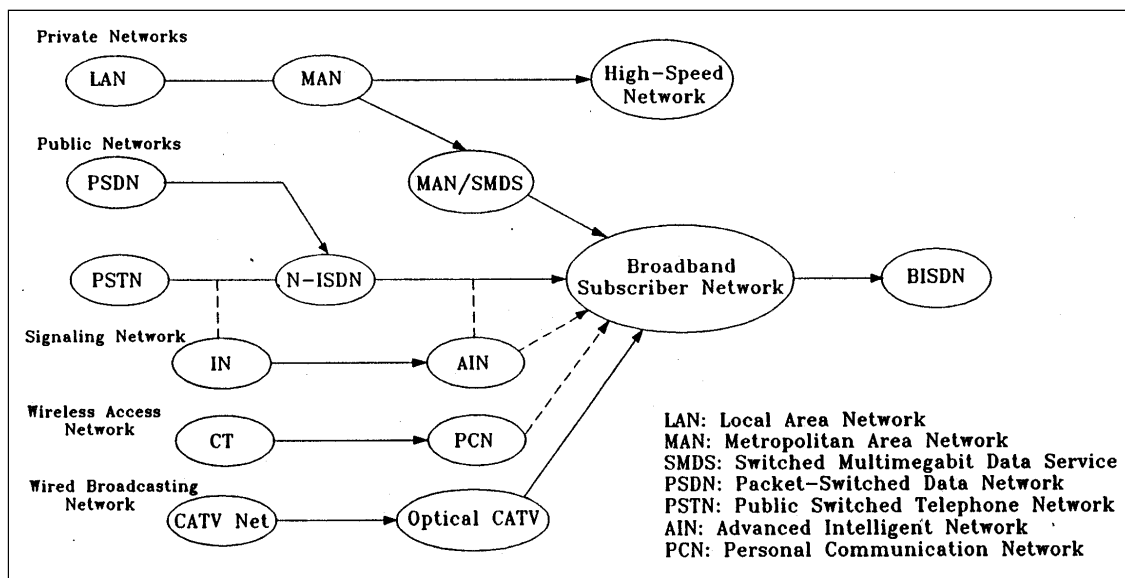 Private Networks
LAN
MAN
High-Speed
Network
Public Networks
PSDN
MAN/SMDS
PSTN
N-ISDN
Broadband
Subscriber Network
BISDN
Signaling Network
IN
AIN
Wireless Access
Network
CT
PCN
Wired Broadcasting
Network
CATV Net
Optical CATV
LAN: Local Area Network
MAN: Metropolitan Area Network
SMDS: Switched Multimegabit Data Service
PSDN: Packet-Switched Data Network
PSTN: Public Switched Telephone Network
AIN: Advanced Intelligent Network
PCN: Personal Communication Network